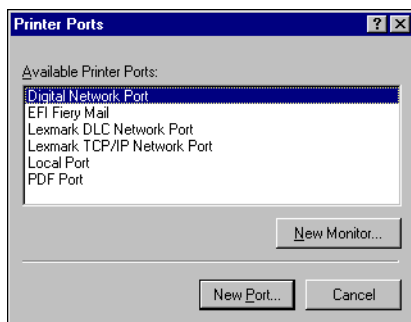 Printer Ports
Available Printer Ports:
Digital Network Port
EFI Fiery Mail
Lexmark DLC Network Port
Lexmark TCP/IP Network Port
Local Port
PDF Port
New Monitor...
New Port...
Cancel